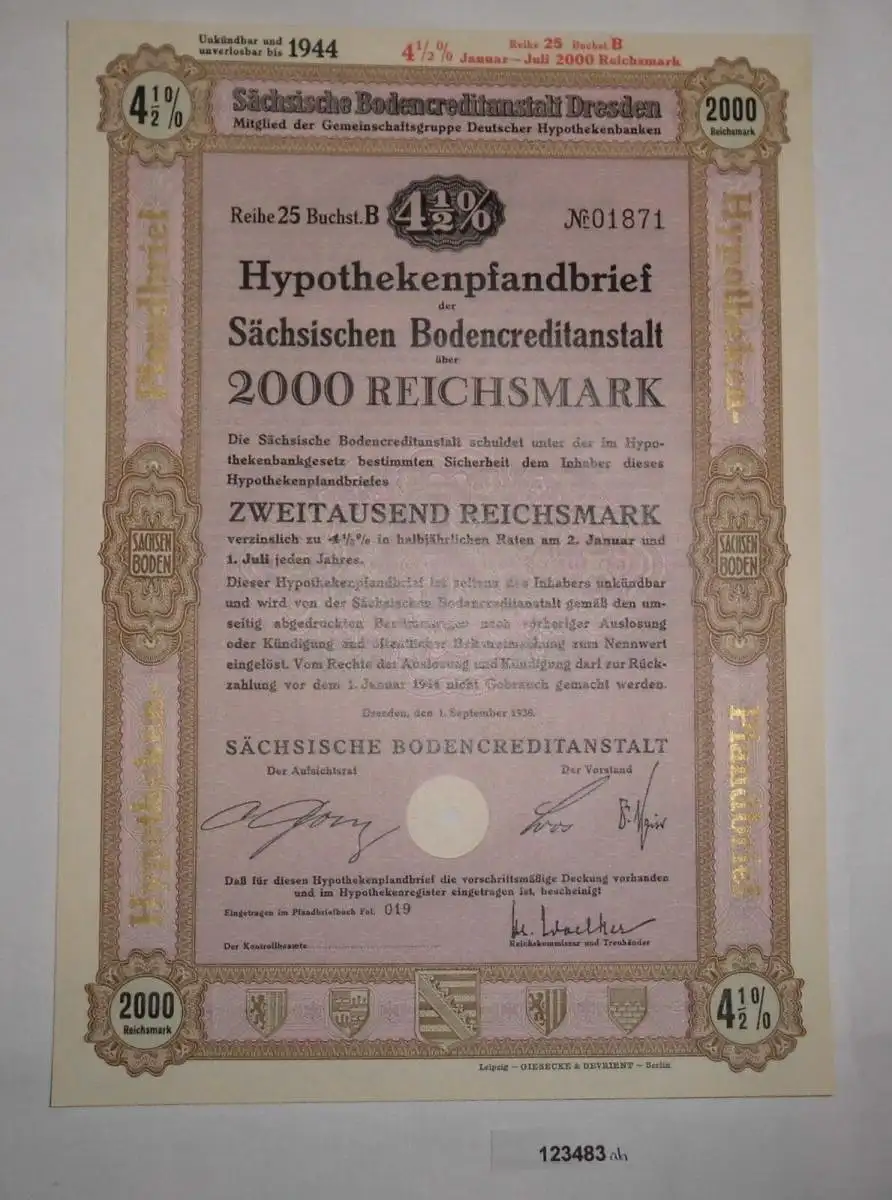 Unkündbar und
unverlosbar bis 1944
Reihe 25 Buchst. B
4½% Januar – Juli 2000 Reichsmark
4½%
Sächsische Bodencreditanstalt Dresden
Mitglied der Gemeinschaftsgruppe Deutscher Hypothekenbanken
2000
Reichsmark
Reihe 25 Buchst. B 4½% № 01871
Hypothekenpfandbrief
der
Sächsischen Bodencreditanstalt
über
2000 REICHSMARK
Die Sächsische Bodencreditanstalt schuldet unter der im Hypo-
thekenbankgesetz bestimmten Sicherheit dem Inhaber dieses
Hypothekenpfandbriefes
ZWEITAUSEND REICHSMARK
verzinslich zu 4½% in halbjährlichen Raten am 2. Januar und
1. Juli jeden Jahres.
Dieser Hypothekenpfandbrief ist seitens des Inhabers unkündbar
und wird von der Sächsischen Bodencreditanstalt gemäß den um-
seitig abgedruckten Bestimmungen nach vorheriger Auslosung
oder Kündigung und öffentlicher Bekanntmachung zum Nennwert
eingelöst. Vom Rechte der Auslosung und Kündigung darf zur Rück-
zahlung vor dem 1. Januar 1944 nicht Gebrauch gemacht werden.
Dresden, den 1. September 1936.
SÄCHSISCHE BODENCREDITANSTALT
Der Aufsichtsrat Der Vorstand
Daß für diesen Hypothekenpfandbrief die vorschriftsmäßige Deckung vorhanden
und im Hypothekenregister eingetragen ist, bescheinigt
Eingetragen im Pfandbriefbuch Fol. 019
Der Kontrollbeamte
Reichskommissar und Treuhänder
Hypotheken-
Pfandbrief
Hypotheken-
Pfandbrief
SACHSEN
BODEN
SACHSEN
BODEN
2000
Reichsmark
4½%
Leipzig – GIESECKE & DEVRIENT – Berlin
123483 ah